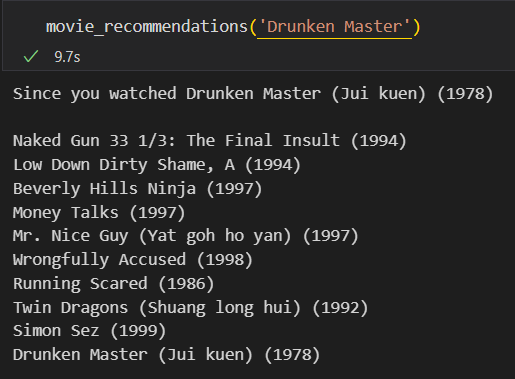 movie_recommendations('Drunken Master')
✓ 9.7s
Since you watched Drunken Master (Jui kuen) (1978)
Naked Gun 33 1/3: The Final Insult (1994)
Low Down Dirty Shame, A (1994)
Beverly Hills Ninja (1997)
Money Talks (1997)
Mr. Nice Guy (Yat goh ho yan) (1997)
Wrongfully Accused (1998)
Running Scared (1986)
Twin Dragons (Shuang long hui) (1992)
Simon Sez (1999)
Drunken Master (Jui kuen) (1978)